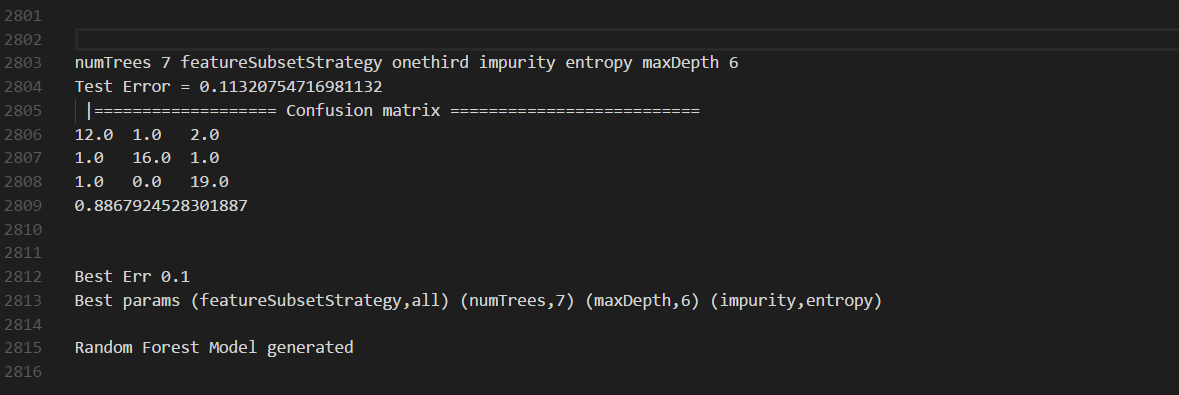 2801
2802
2803 numTrees 7 featureSubsetStrategy onethird impurity entropy maxDepth 6
2804 Test Error = 0.11320754716981132
2805 |=================== Confusion matrix ==========================
2806 12.0 1.0 2.0
2807 1.0 16.0 1.0
2808 1.0 0.0 19.0
2809 0.8867924528301887
2810
2811
2812 Best Err 0.1
2813 Best params (featureSubsetStrategy,all) (numTrees,7) (maxDepth,6) (impurity,entropy)
2814
2815 Random Forest Model generated
2816